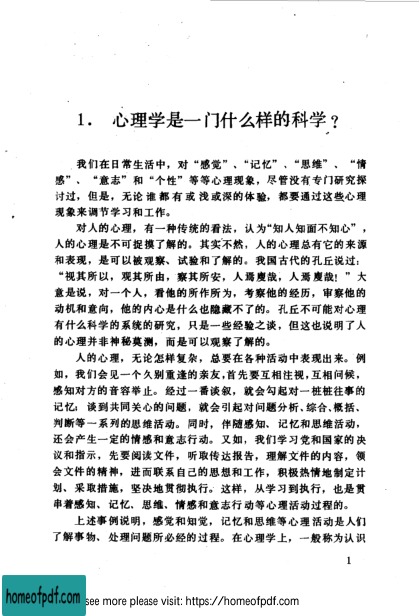 1. 心理学是一门什么样的科学?
我们在日常生活中，对“感觉”、“记忆”、“思维”、“情
感”、“意志”和“个性”等等心理现象，尽管没有专门研究探
讨过，但是，无论谁都有或浅或深的体验，都要通过这些心理
现象来调节学习和工作。
对人的心理，有一种传统的看法，认为“知人知面不知心”，
人的心理是不可捉摸了解的。其实不然，人的心理总有它的来源
和表现，是可以被观察、试验和了解的。我国古代的孔丘说过：
“视其所以，观其所由，察其所安，人焉廋哉，人焉廋哉！”大
意是说，对一个人，看他的所作所为，考察他的经历，审察他的
动机和意向，他的内心是什么也隐藏不了的。孔丘不可能对心理
有什么科学的系统的研究，只是一些经验之谈，但这也说明了人
的心理并非神秘莫测，而是可以观察了解的。
人的心理，无论怎样复杂，总要在各种活动中表现出来。例
如，我们会见一个久别重逢的亲友，首先要互相注视，互相问候，
感知对方的音容举止。经过一番谈叙，就会勾起对一桩桩往事的
记忆；谈到共同关心的问题，就会引起对问题分析、综合、概括、
判断等一系列的思维活动。同时，伴随感知、记忆和思维活动，
还会产生一定的情感和意志行动。又如，我们学习党和国家的决
议和指示，先要阅读文件，听取传达报告，理解文件的内容，领
会文件的精神，进而联系自己的思想和工作，积极热情地制定计
划、采取措施，坚决地贯彻执行。这样，从学习到执行，也是贯
串着感知、记忆、思维、情感和意志行动等心理活动过程的。
上述事例说明，感觉和知觉，记忆和思维等心理活动是人们
了解事物、处理问题所必经的过程。在心理学上，一般称为认识
1
homeofpdf.com
see more please visit: https://homeofpdf.com